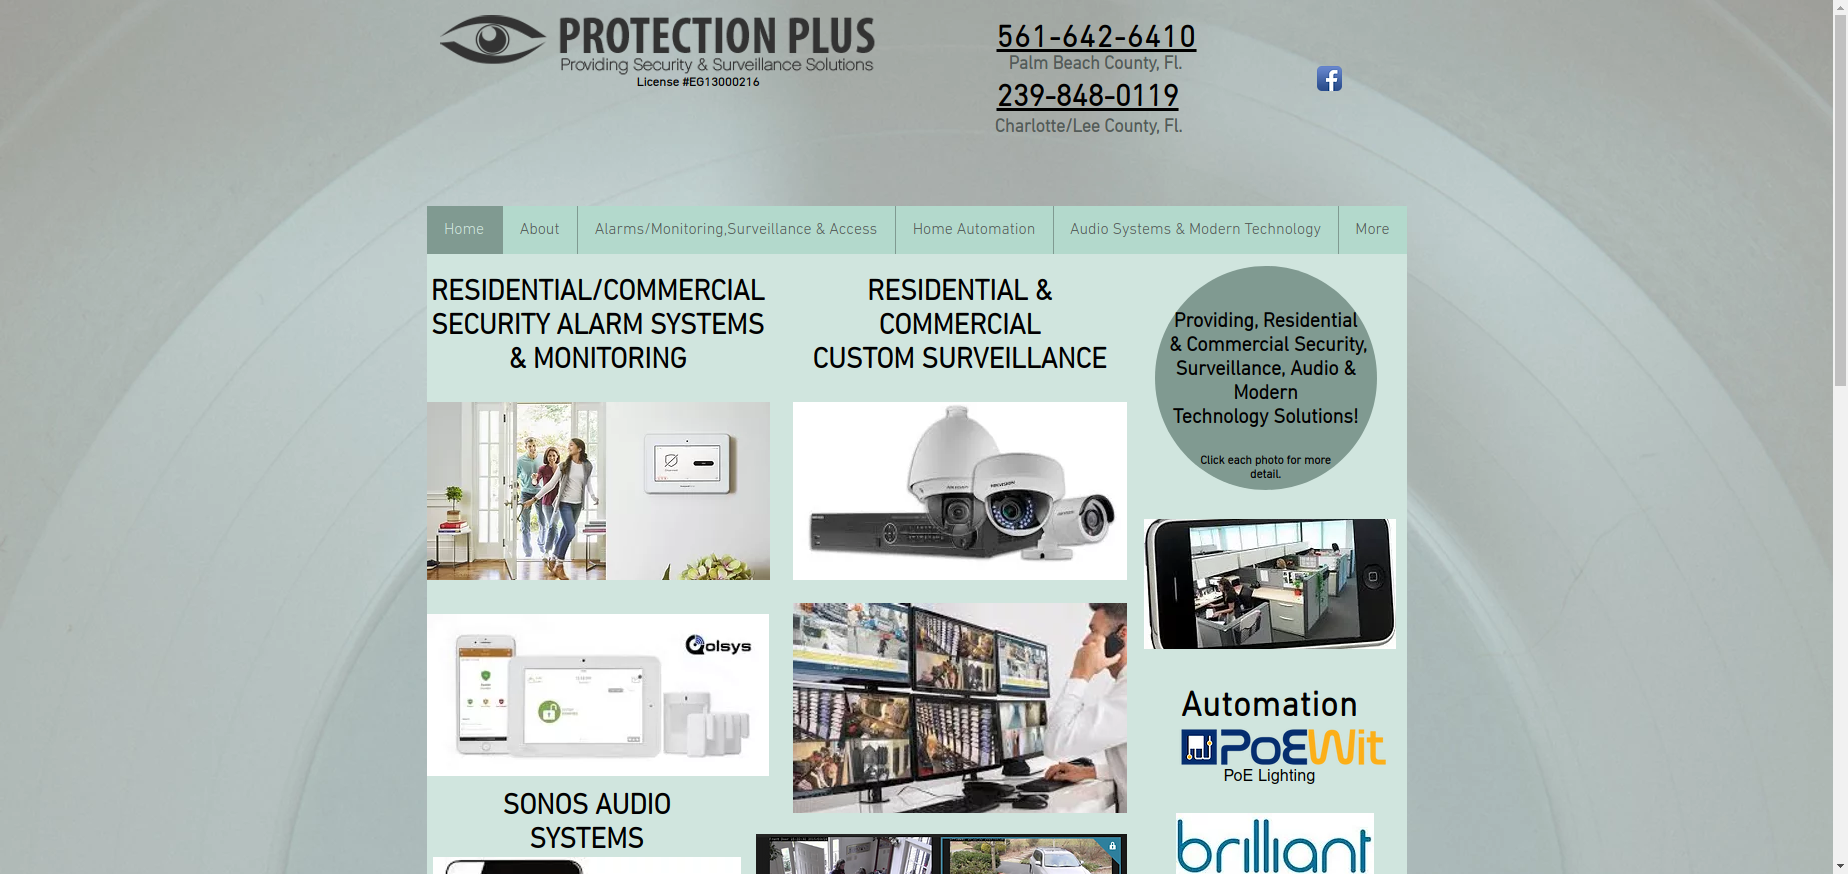 PROTECTION PLUS
Providing Security & Surveillance Solutions
License #EG13000216
561-642-6410
Palm Beach County, Fl.
239-848-0119
Charlotte/Lee County, Fl.
Home
About
Alarms/Monitoring,Surveillance & Access
Home Automation
Audio Systems & Modern Technology
More
RESIDENTIAL/COMMERCIAL
SECURITY ALARM SYSTEMS
& MONITORING
RESIDENTIAL &
COMMERCIAL
CUSTOM SURVEILLANCE
Providing, Residential
& Commercial Security,
Surveillance, Audio &
Modern
Technology Solutions!
Click each photo for more
detail.
HIKVISION
Qolsys
SONOS AUDIO
SYSTEMS
Automation
PoEWit
PoE Lighting
brilliant